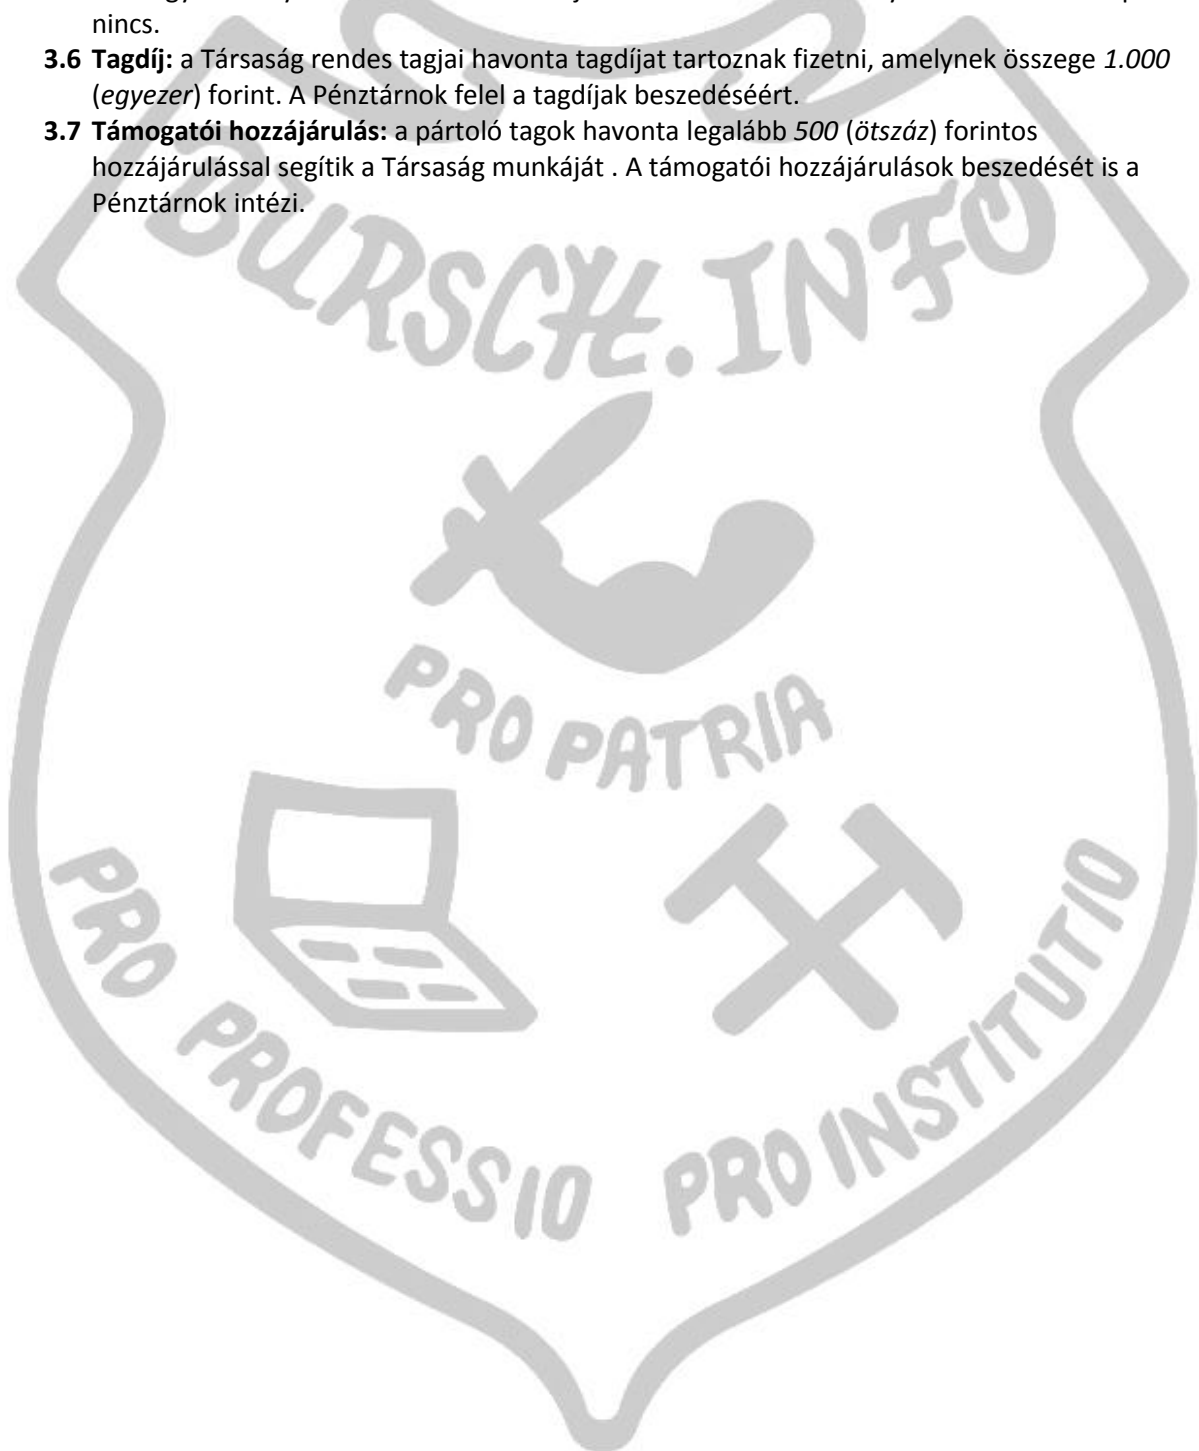 nincs.
3.6 Tagdíj: a Társaság rendes tagjai havonta tagdíjat tartoznak fizetni, amelynek összege 1.000
(egyezer) forint. A Pénztárnok felel a tagdíjak beszedéséért.
3.7 Támogatói hozzájárulás: a pártoló tagok havonta legalább 500 (ötszáz) forintos
hozzájárulással segítik a Társaság munkáját . A támogatói hozzájárulások beszedését is a
Pénztárnok intézi.
BURSCH.INFO
PRO PATRIA
PRO PROFESSIO
PRO INSTITUTIO